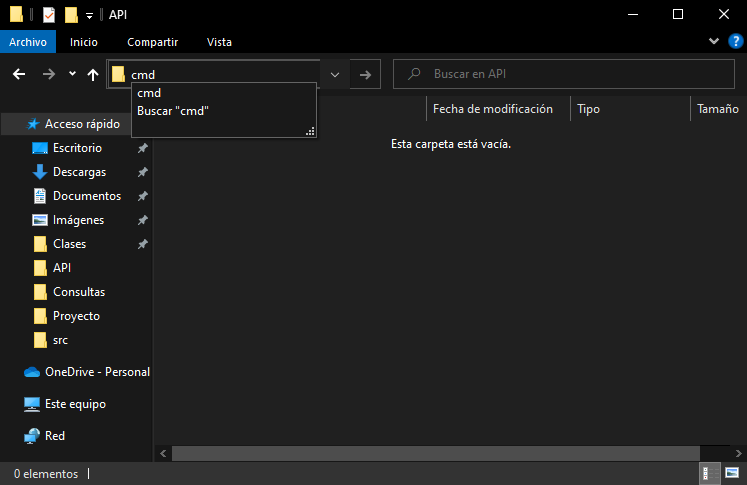 API
Archivo Inicio Compartir Vista
cmd
Buscar en API
cmd
Buscar "cmd"
Fecha de modificación Tipo Tamaño
Esta carpeta está vacía.
Acceso rápido
Escritorio
Descargas
Documentos
Imágenes
Clases
API
Consultas
Proyecto
src
OneDrive - Personal
Este equipo
Red
0 elementos